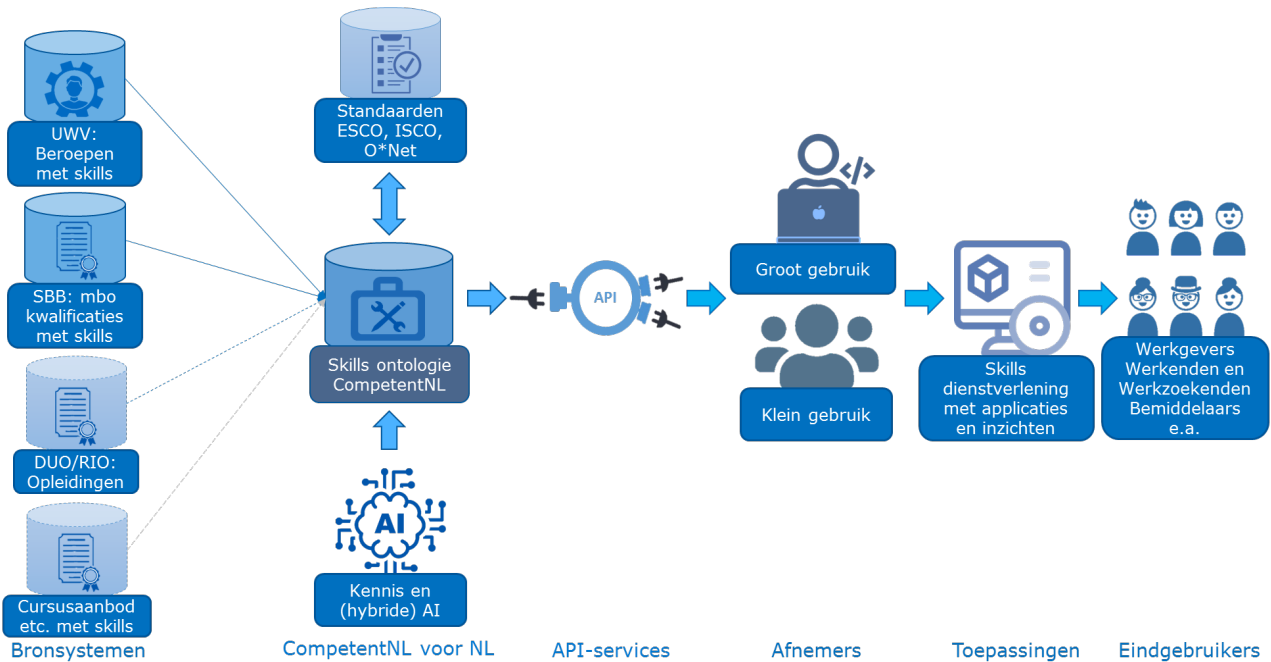 UWV:
Beroepen
met skills
SBB: mbo
kwalificaties
met skills
DUO/RIO:
Opleidingen
Cursusaanbod
etc. met skills
Bronsystemen
Standaarden
ESCO, ISCO,
O*Net
Skills ontologie
CompetentNL
AI
Kennis en
(hybride) AI
CompetentNL voor NL
API
API-services
</>
Groot gebruik
Klein gebruik
Afnemers
Skills
dienstverlening
met applicaties
en inzichten
Toepassingen
Werkgevers
Werkenden en
Werkzoekenden
Bemiddelaars
e.a.
Eindgebruikers